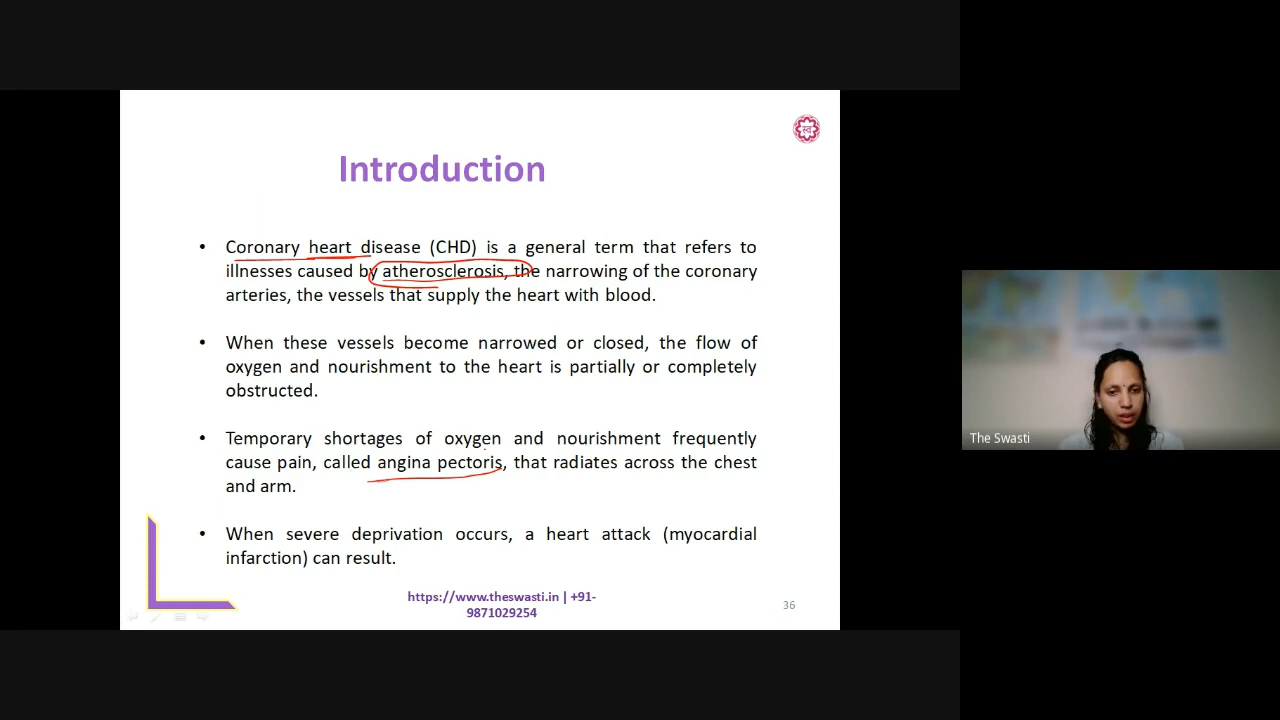 Introduction
• Coronary heart disease (CHD) is a general term that refers to
illnesses caused by atherosclerosis, the narrowing of the coronary
arteries, the vessels that supply the heart with blood.
• When these vessels become narrowed or closed, the flow of
oxygen and nourishment to the heart is partially or completely
obstructed.
• Temporary shortages of oxygen and nourishment frequently
cause pain, called angina pectoris, that radiates across the chest
and arm.
• When severe deprivation occurs, a heart attack (myocardial
infarction) can result.
https://www.theswasti.in | +91-
9871029254
36
The Swasti